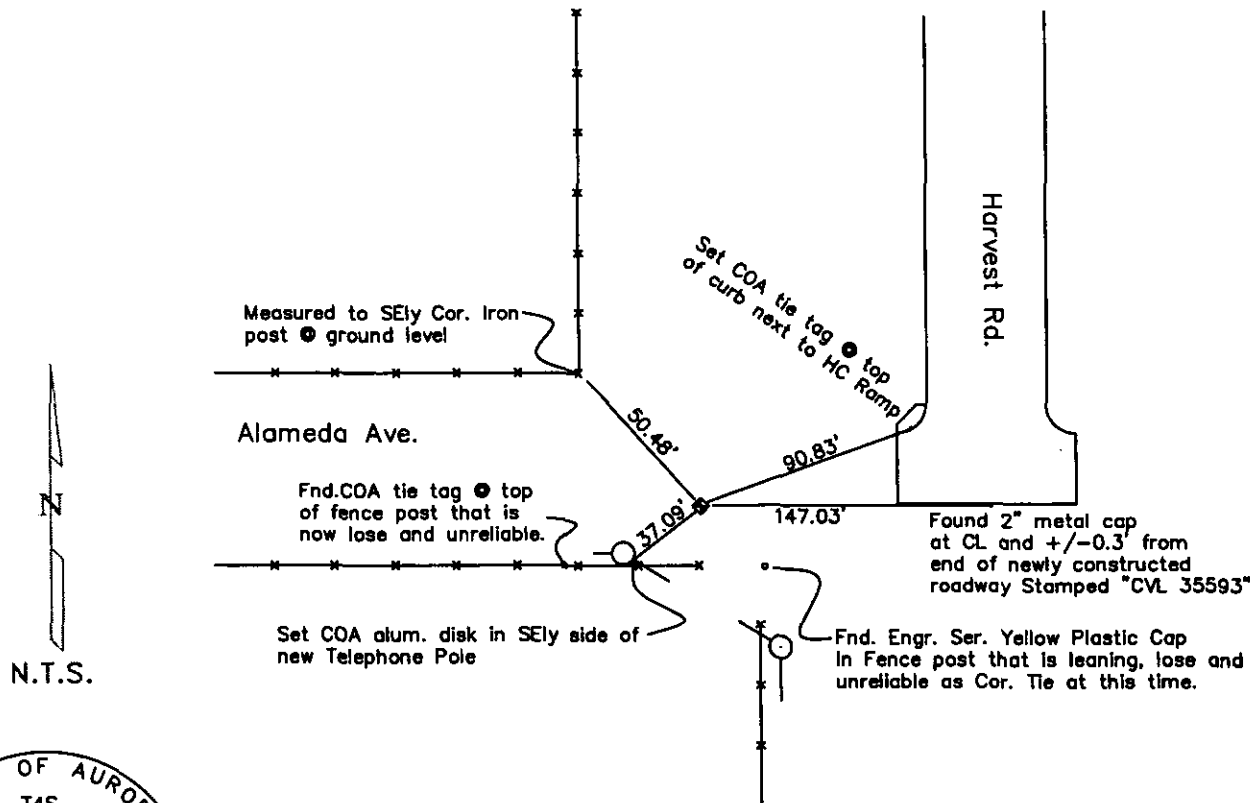 Harvest Rd.
Set COA tie tag @ top
of curb next to HC Ramp
Measured to SEly Cor. Iron
post @ ground level
50.48'
90.83'
Alameda Ave.
N
Fnd.COA tie tag @ top
of fence post that is
now lose and unreliable.
37.09'
147.03'
Found 2" metal cap
at CL and +/-0.3' from
end of newly constructed
roadway Stamped "CVL 35593"
Set COA alum. disk in SEly side of
new Telephone Pole
Fnd. Engr. Ser. Yellow Plastic Cap
in Fence post that is leaning, lose and
unreliable as Cor. Tie at this time.
N.T.S.
OF AURO